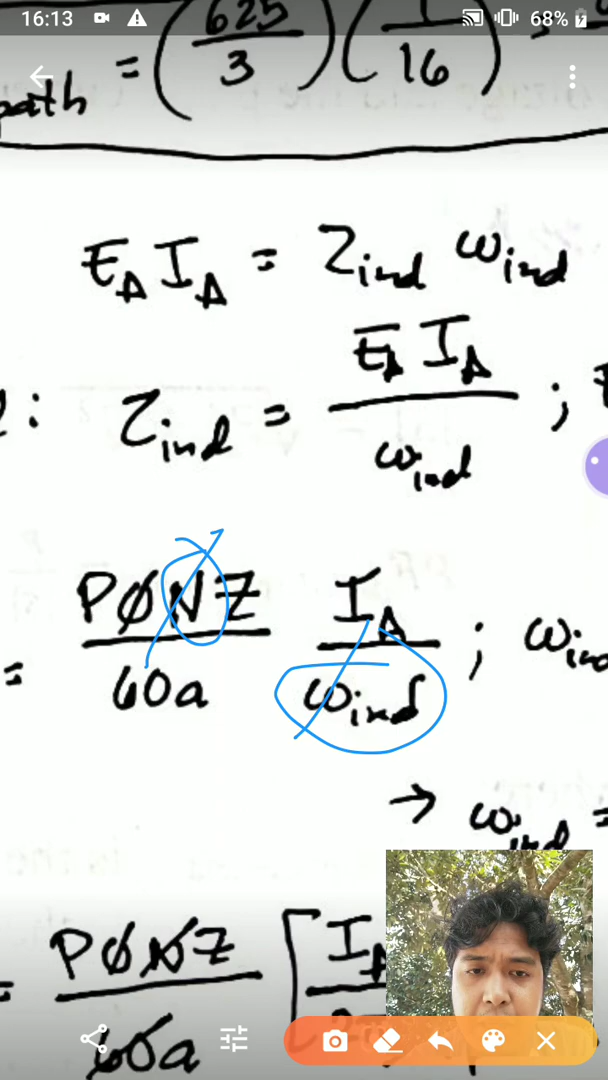 16:13 68%
path = (625/3)(1/16)
E_A I_A = τ_ind ω_ind
: τ_ind = E_A I_A / ω_ind ;
= PØNZ / 60a I_A / ω_ind ; ω_ind
→ ω_ind =
= PØNZ / 60a [ I_A